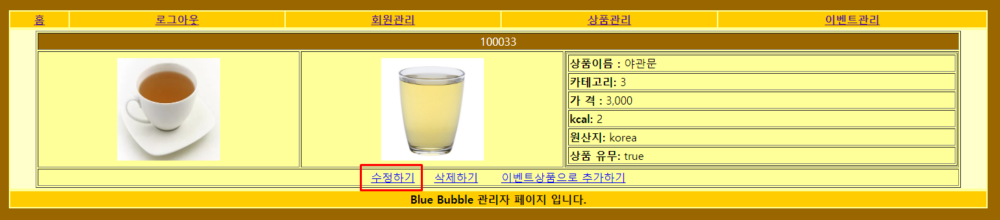 홈 로그아웃 회원관리 상품관리 이벤트관리
100033
상품이름 : 야관문
카테고리: 3
가 격 : 3,000
kcal: 2
원산지: korea
상품 유무: true
수정하기 삭제하기 이벤트상품으로 추가하기
Blue Bubble 관리자 페이지 입니다.